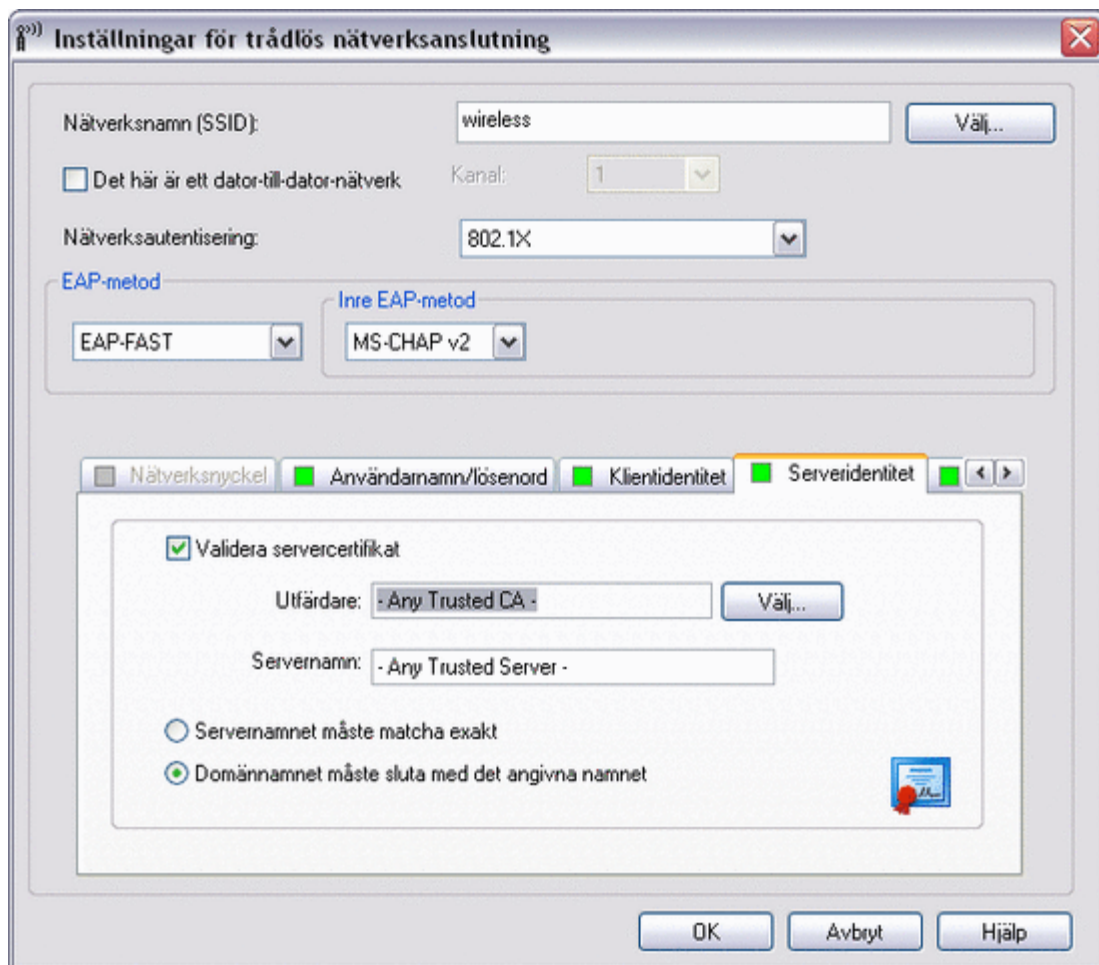 Inställningar för trådlös nätverksanslutning
Nätverksnamn (SSID): wireless Välj...
Det här är ett dator-till-dator-nätverk Kanal: 1
Nätverksautentisering: 802.1X
EAP-metod
Inre EAP-metod
EAP-FAST MS-CHAP v2
Nätverksnyckel Användarnamn/lösenord Klientidentitet Serveridentitet
Validera servercertifikat
Utfärdare: - Any Trusted CA - Välj...
Servernamn: - Any Trusted Server -
Servernamnet måste matcha exakt
Domännamnet måste sluta med det angivna namnet
OK Avbryt Hjälp